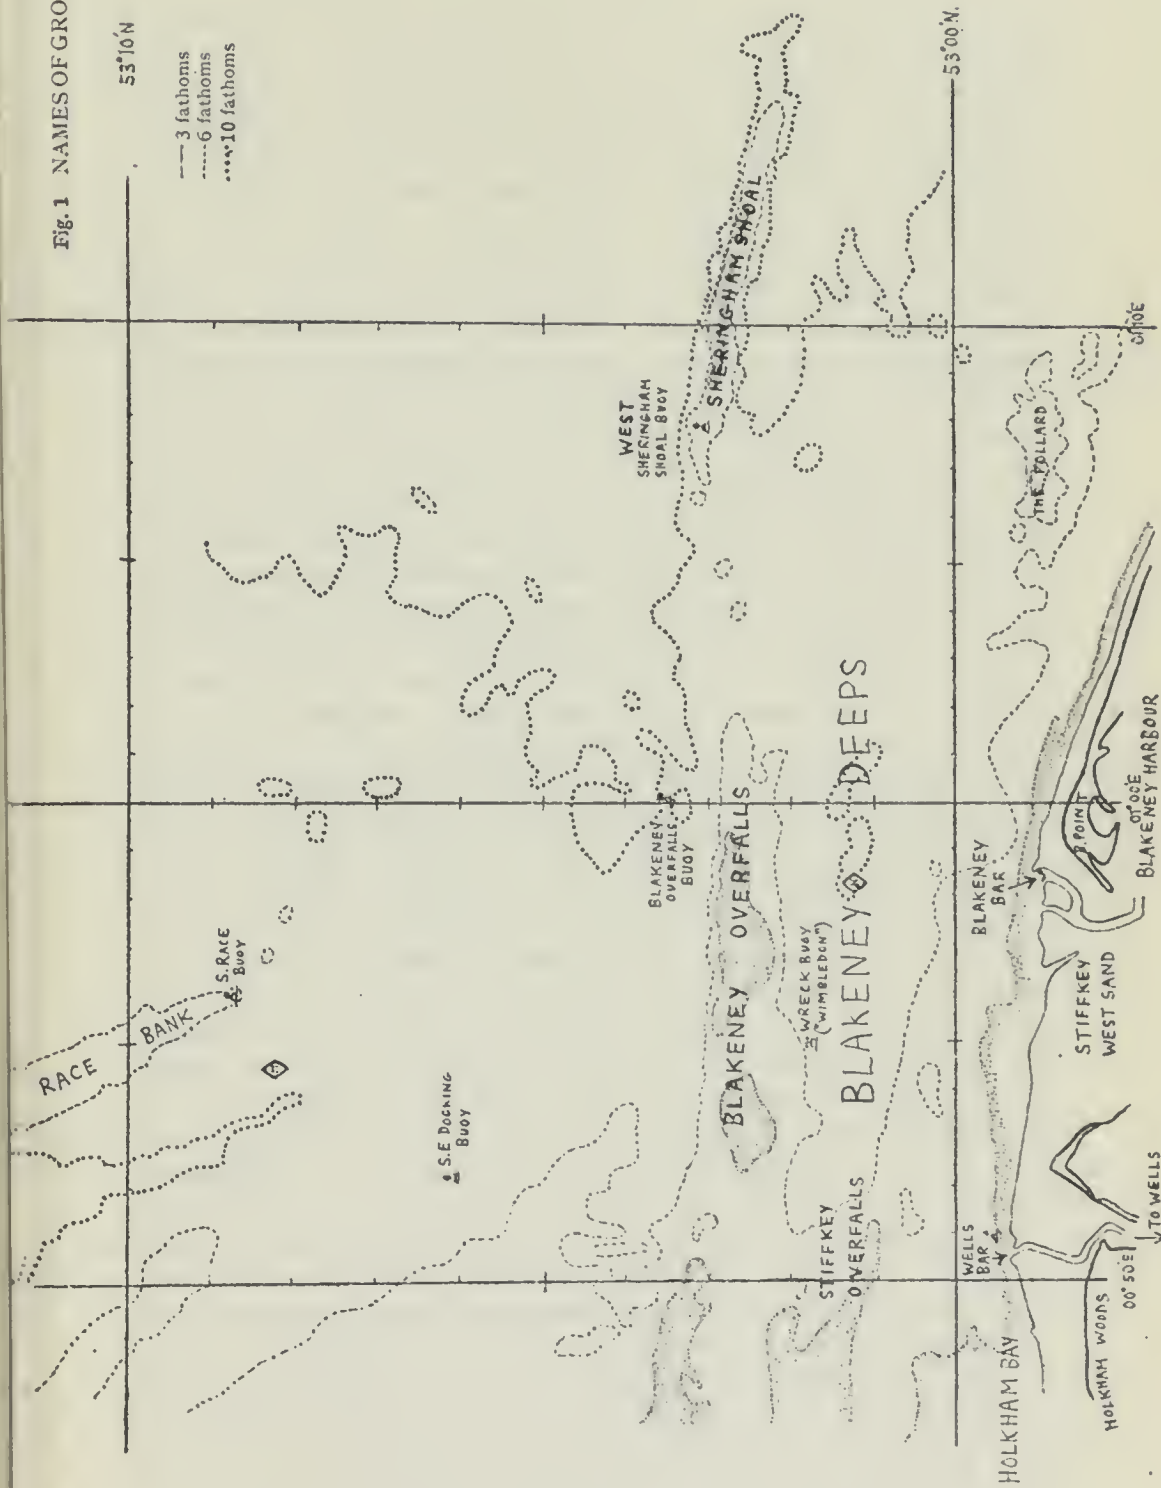 Fig. 1 NAMES OF GRO
53°10'N
3 fathoms
6 fathoms
10 fathoms
RACE BANK
S. RACE
BUOY
S.E DOCKING
BUOY
WEST
SHERINGHAM
SHOAL BUOY
SHERINGHAM SHOAL
BLAKENEY
OVERFALLS
BUOY
BLAKENEY OVERFALLS
WRECK BUOY
("WIMBLEDON")
BLAKENEY DEEPS
STIFFKEY
OVERFALLS
53°00'N.
WELLS
BAR
BLAKENEY
BAR
THE POLLARD
HOLKHAM BAY
STIFFKEY
WEST SAND
B. POINT
HOLKHAM WOODS
00°50'E
TO WELLS
01°00'E
BLAKENEY HARBOUR
01°10'E